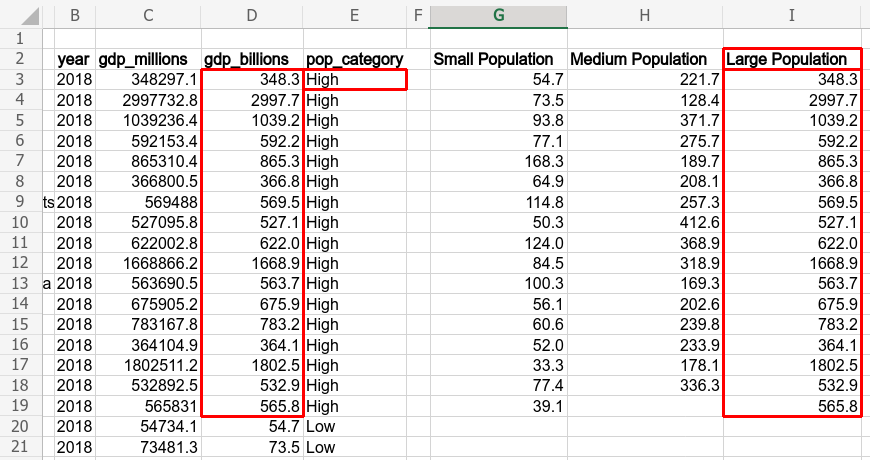 B C D E F G H I
1
2 year gdp_millions gdp_billions pop_category Small Population Medium Population Large Population
3 2018 348297.1 348.3 High 54.7 221.7 348.3
4 2018 2997732.8 2997.7 High 73.5 128.4 2997.7
5 2018 1039236.4 1039.2 High 93.8 371.7 1039.2
6 2018 592153.4 592.2 High 77.1 275.7 592.2
7 2018 865310.4 865.3 High 168.3 189.7 865.3
8 2018 366800.5 366.8 High 64.9 208.1 366.8
9 ts 2018 569488 569.5 High 114.8 257.3 569.5
10 2018 527095.8 527.1 High 50.3 412.6 527.1
11 2018 622002.8 622.0 High 124.0 368.9 622.0
12 2018 1668866.2 1668.9 High 84.5 318.9 1668.9
13 a 2018 563690.5 563.7 High 100.3 169.3 563.7
14 2018 675905.2 675.9 High 56.1 202.6 675.9
15 2018 783167.8 783.2 High 60.6 239.8 783.2
16 2018 364104.9 364.1 High 52.0 233.9 364.1
17 2018 1802511.2 1802.5 High 33.3 178.1 1802.5
18 2018 532892.5 532.9 High 77.4 336.3 532.9
19 2018 565831 565.8 High 39.1 565.8
20 2018 54734.1 54.7 Low
21 2018 73481.3 73.5 Low